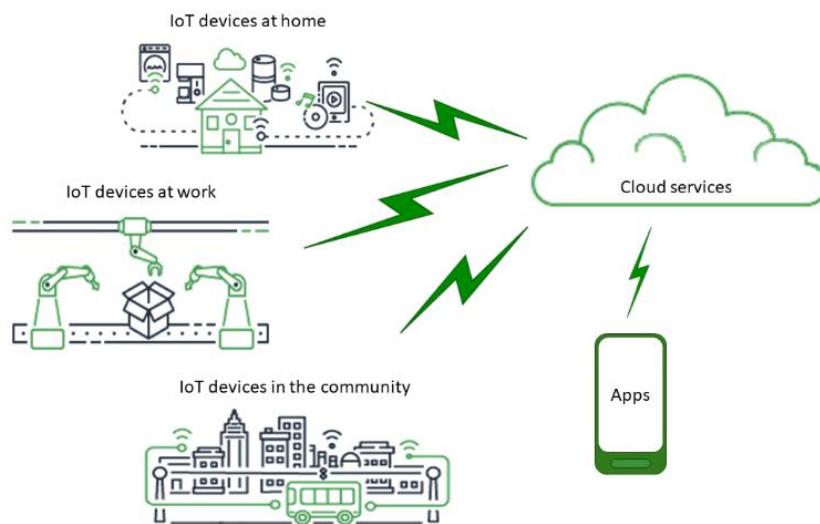 IoT devices at home
IoT devices at work
Cloud services
IoT devices in the community
Apps